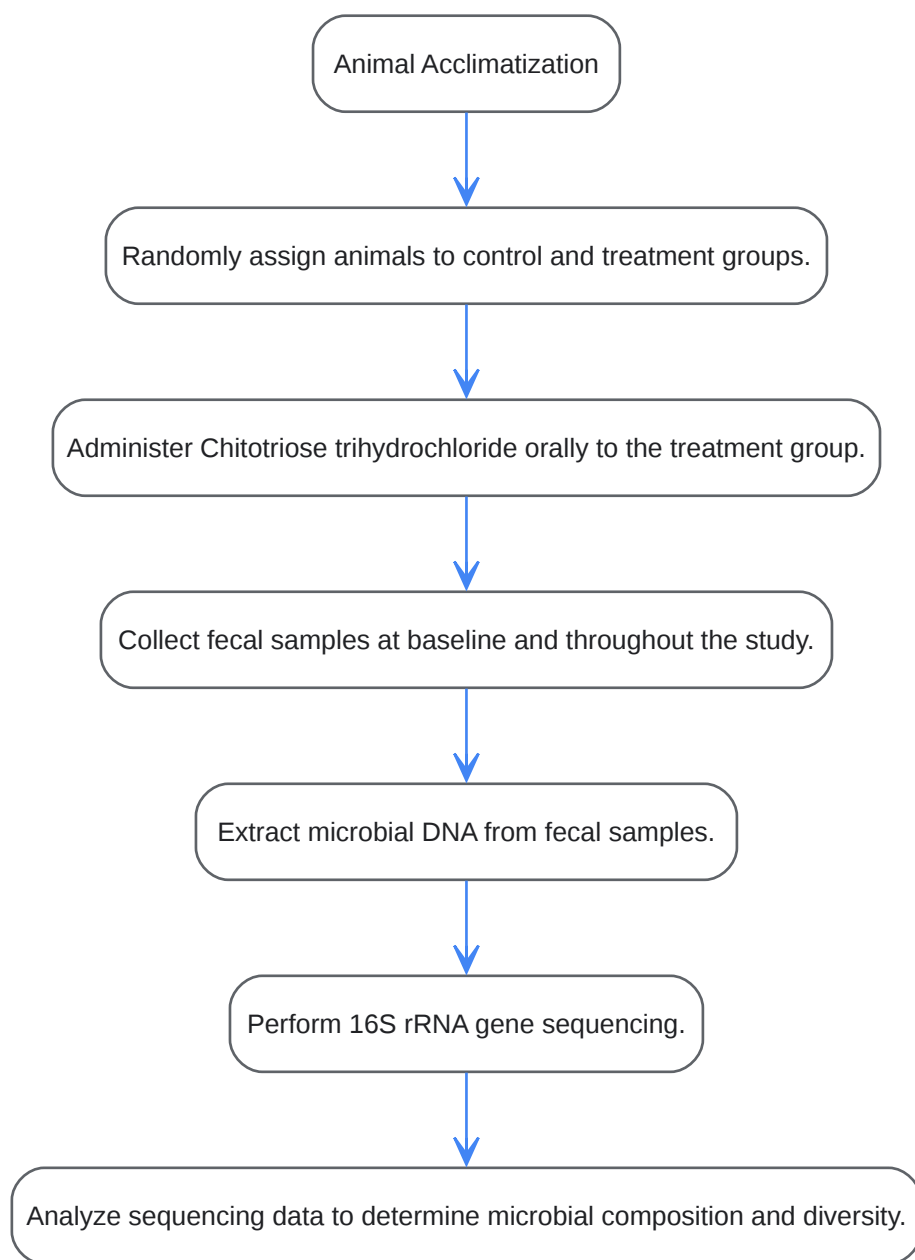 Animal Acclimatization
Randomly assign animals to control and treatment groups.
Administer Chitotriose trihydrochloride orally to the treatment group.
Collect fecal samples at baseline and throughout the study.
Extract microbial DNA from fecal samples.
Perform 16S rRNA gene sequencing.
Analyze sequencing data to determine microbial composition and diversity.